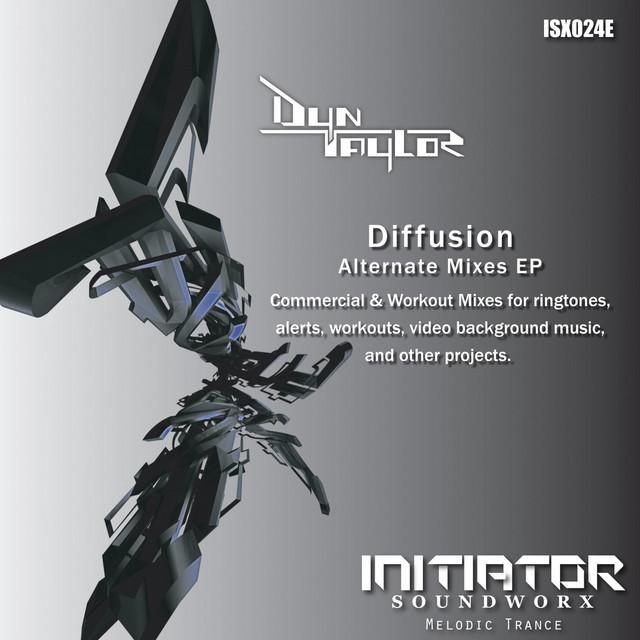 ISX024E
Dyn
Taylor
Diffusion
Alternate Mixes EP
Commercial & Workout Mixes for ringtones,
alerts, workouts, video background music,
and other projects.
INITIATOR
SOUNDWORX
Melodic Trance